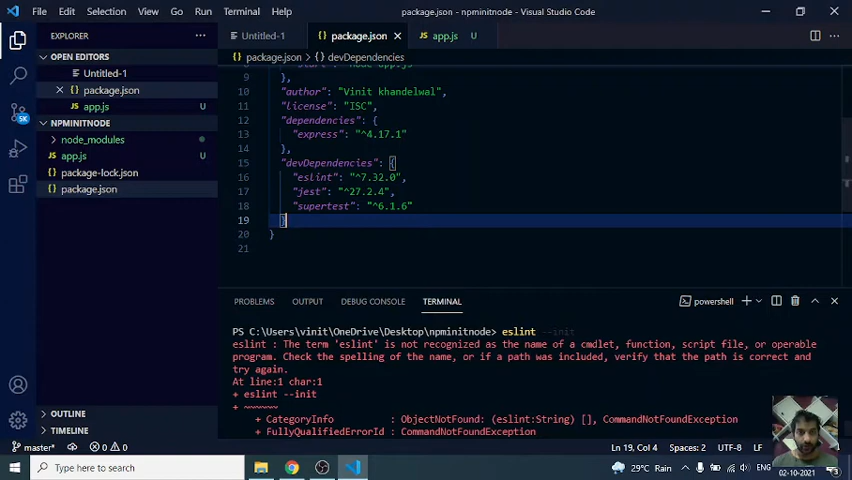 File Edit Selection View Go Run Terminal Help package.json - npminitnode - Visual Studio Code
EXPLORER
OPEN EDITORS
Untitled-1
package.json
app.js U
NPMINITNODE
node_modules
app.js U
package-lock.json
package.json
OUTLINE
TIMELINE
5K
Untitled-1 package.json app.js U
package.json > {} devDependencies
9 },
10 "author": "Vinit khandelwal",
11 "license": "ISC",
12 "dependencies": {
13 "express": "^4.17.1"
14 },
15 "devDependencies": {
16 "eslint": "^7.32.0",
17 "jest": "^27.2.4",
18 "supertest": "^6.1.6"
19 }
20 }
21
PROBLEMS OUTPUT DEBUG CONSOLE TERMINAL powershell
PS C:\Users\vinit\OneDrive\Desktop\npminitnode> eslint --init
eslint : The term 'eslint' is not recognized as the name of a cmdlet, function, script file, or operable
program. Check the spelling of the name, or if a path was included, verify that the path is correct and
try again.
At line:1 char:1
+ eslint --init
+ ~~~~~~
+ CategoryInfo : ObjectNotFound: (eslint:String) [], CommandNotFoundException
+ FullyQualifiedErrorId : CommandNotFoundException
master* 0 0 Ln 19, Col 4 Spaces: 2 UTF-8 LF
Type here to search 29°C Rain ENG 02-10-2021